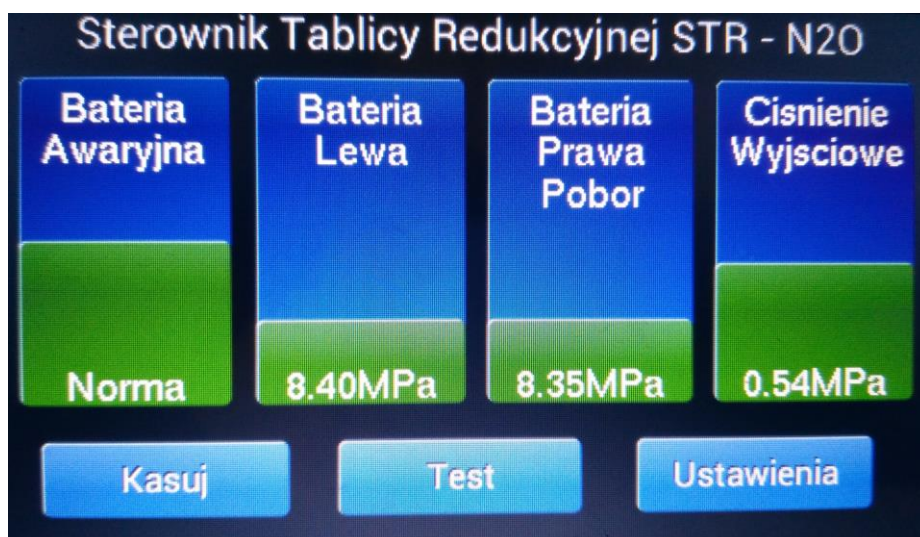 Sterownik Tablicy Redukcyjnej STR - N2O
Bateria
Awaryjna
Norma
Bateria
Lewa
8.40MPa
Bateria
Prawa
Pobor
8.35MPa
Cisnienie
Wyjsciowe
0.54MPa
Kasuj
Test
Ustawienia